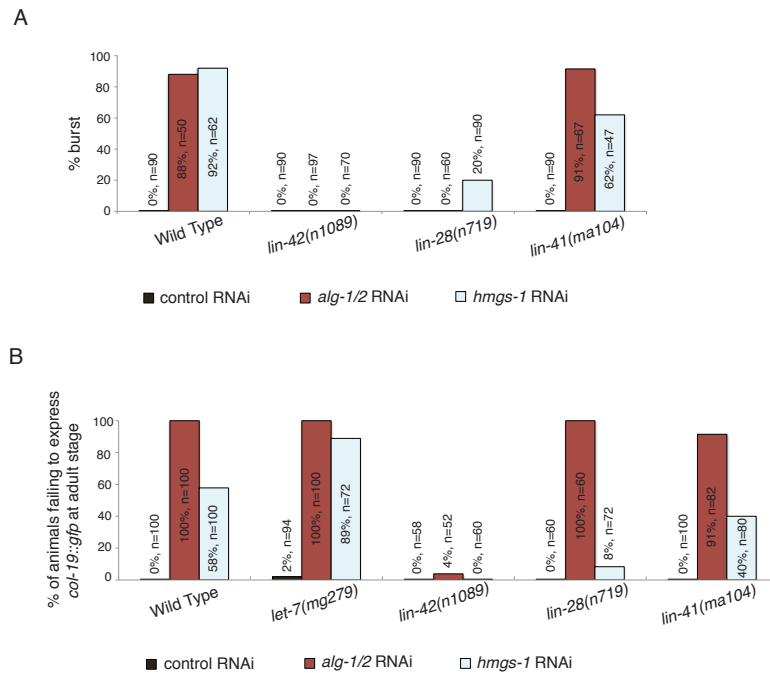 A
% burst
100
80
60
40
20
0
0%, n=90
88%, n=50
92%, n=62
0%, n=90
0%, n=97
0%, n=70
0%, n=90
0%, n=60
20%, n=90
0%, n=90
91%, n=67
62%, n=47
Wild Type
lin-42(n1089)
lin-28(n719)
lin-41(ma104)
control RNAi
alg-1/2 RNAi
hmgs-1 RNAi
B
% of animals failing to express
col-19::gfp at adult stage
100
80
60
40
20
0
0%, n=100
100%, n=100
58%, n=100
2%, n=94
100%, n=100
89%, n=72
0%, n=58
4%, n=52
0%, n=60
0%, n=60
100%, n=60
8%, n=72
0%, n=100
91%, n=82
40%, n=80
Wild Type
let-7(mg279)
lin-42(n1089)
lin-28(n719)
lin-41(ma104)
control RNAi
alg-1/2 RNAi
hmgs-1 RNAi